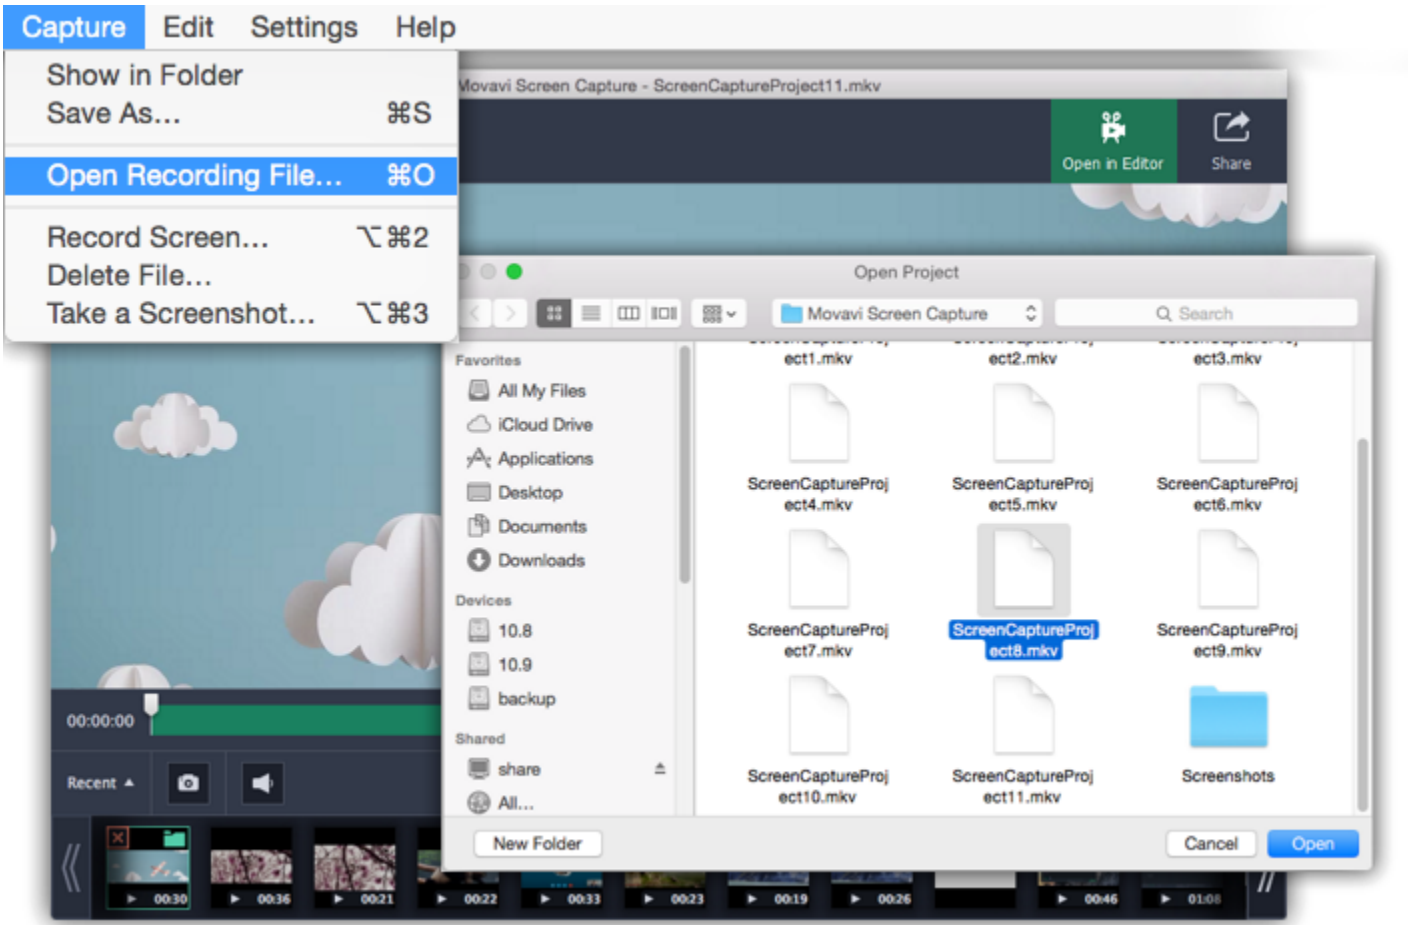 Capture Edit Settings Help
Show in Folder
Save As... ⌘S
Open Recording File... ⌘O
Record Screen... ⌥⌘2
Delete File...
Take a Screenshot... ⌥⌘3
Movavi Screen Capture - ScreenCaptureProject11.mkv
Open in Editor
Share
Open Project
Movavi Screen Capture
Search
Favorites
All My Files
iCloud Drive
Applications
Desktop
Documents
Downloads
Devices
10.8
10.9
backup
Shared
share
All...
ect1.mkv
ect2.mkv
ect3.mkv
ScreenCaptureProj
ect4.mkv
ScreenCaptureProj
ect5.mkv
ScreenCaptureProj
ect6.mkv
ScreenCaptureProj
ect7.mkv
ScreenCaptureProj
ect8.mkv
ScreenCaptureProj
ect9.mkv
ScreenCaptureProj
ect10.mkv
ScreenCaptureProj
ect11.mkv
Screenshots
New Folder
Cancel
Open
00:00:00
Recent
00:30 00:36 00:21 00:22 00:33 00:23 00:19 00:26 00:46 01:08